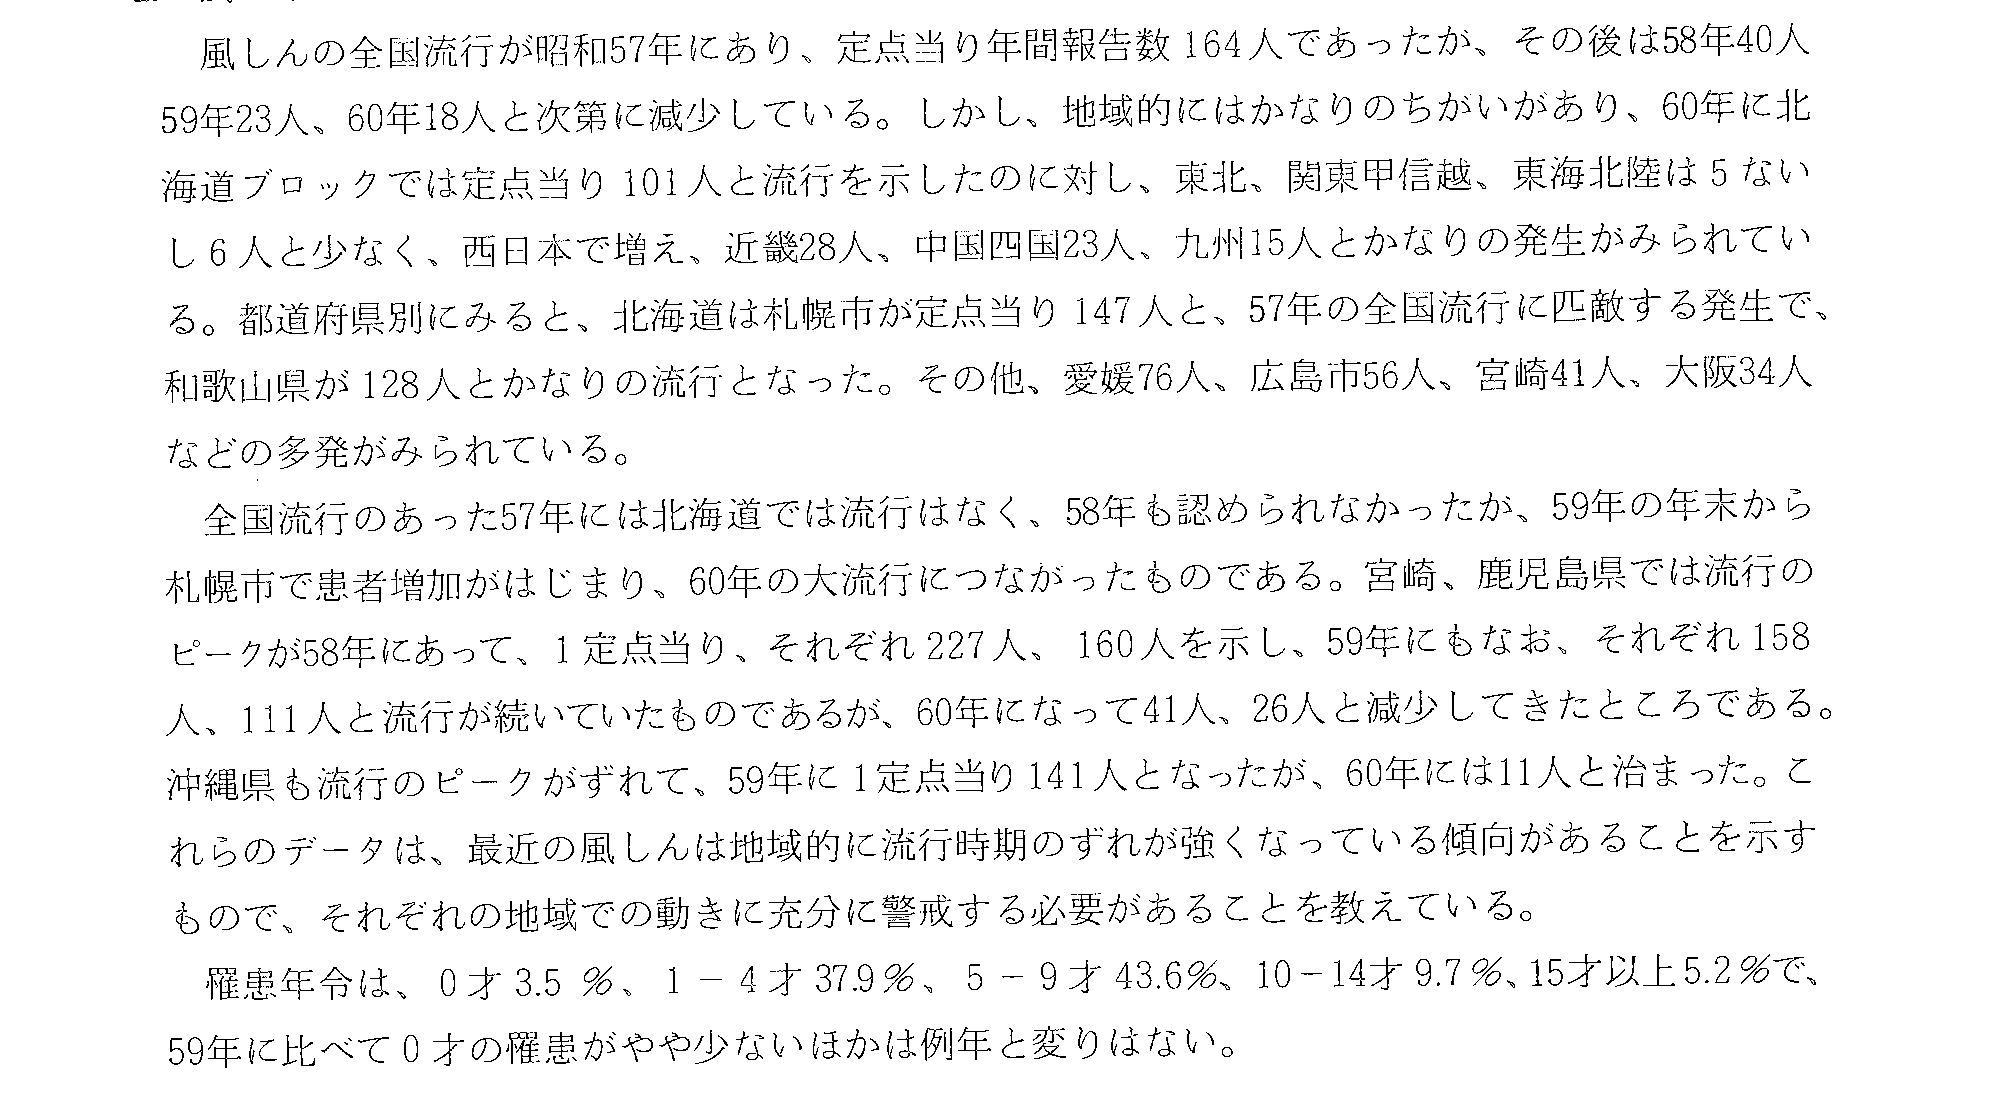 風しんの全国流行が昭和57年にあり、定点当り年間報告数164人であったが、その後は58年40人
59年23人、60年18人と次第に減少している。しかし、地域的にはかなりのちがいがあり、60年に北
海道ブロックでは定点当り101人と流行を示したのに対し、東北、関東甲信越、東海北陸は5ない
し6人と少なく、西日本で増え、近畿28人、中国四国23人、九州15人とかなりの発生がみられてい
る。都道府県別にみると、北海道は札幌市が定点当り147人と、57年の全国流行に匹敵する発生で、
和歌山県が128人とかなりの流行となった。その他、愛媛76人、広島市56人、宮崎41人、大阪34人
などの多発がみられている。
全国流行のあった57年には北海道では流行はなく、58年も認められなかったが、59年の年末から
札幌市で患者増加がはじまり、60年の大流行につながったものである。宮崎、鹿児島県では流行の
ピークが58年にあって、1定点当り、それぞれ227人、160人を示し、59年にもなお、それぞれ158
人、111人と流行が続いていたものであるが、60年になって41人、26人と減少してきたところである。
沖縄県も流行のピークがずれて、59年に1定点当り141人となったが、60年には11人と治まった。こ
れらのデータは、最近の風しんは地域的に流行時期のずれが強くなっている傾向があることを示す
もので、それぞれの地域での動きに充分に警戒する必要があることを教えている。
罹患年令は、0才3.5%、1－4才37.9%、5－9才43.6%、10－14才9.7%、15才以上5.2%で、
59年に比べて0才の罹患がやや少ないほかは例年と変りはない。